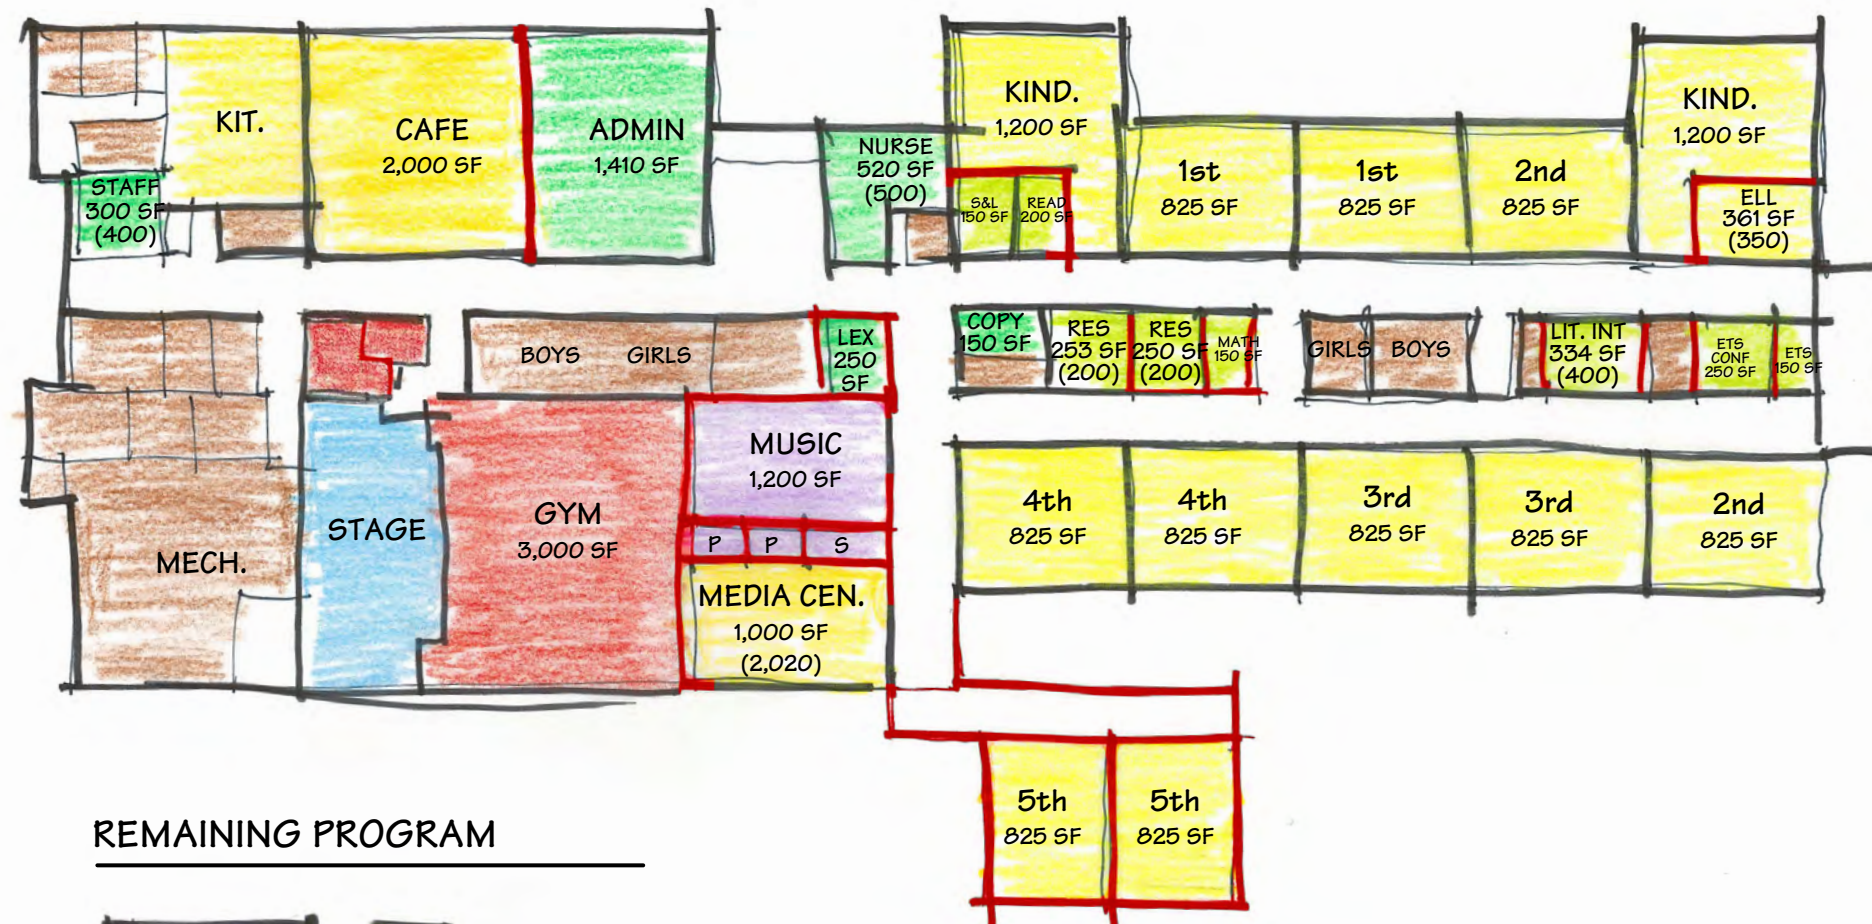 KIT.
CAFE
2,000 SF
ADMIN
1,410 SF
STAFF
300 SF
(400)
NURSE
520 SF
(500)
KIND.
1,200 SF
S&L
150 SF
READ
200 SF
1st
825 SF
1st
825 SF
2nd
825 SF
KIND.
1,200 SF
ELL
361 SF
(350)
BOYS
GIRLS
LEX
250
SF
COPY
150 SF
RES
253 SF
(200)
RES
250 SF
(200)
MATH
150 SF
GIRLS
BOYS
LIT. INT
334 SF
(400)
ETS
CONF
250 SF
ETS
150 SF
MECH.
STAGE
GYM
3,000 SF
MUSIC
1,200 SF
P
P
S
MEDIA CEN.
1,000 SF
(2,020)
4th
825 SF
4th
825 SF
3rd
825 SF
3rd
825 SF
2nd
825 SF
5th
825 SF
5th
825 SF
REMAINING PROGRAM